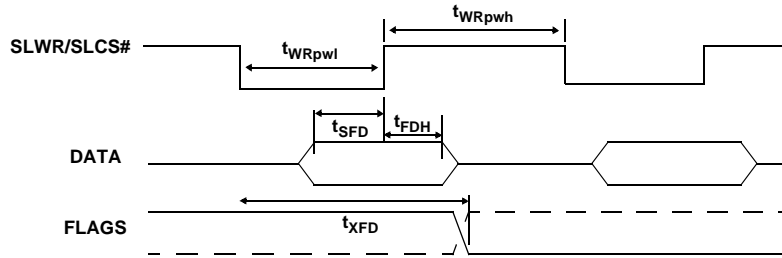 SLWR/SLCS#
tWRpwl
tWRpwh
DATA
tSFD
tFDH
FLAGS
tXFD